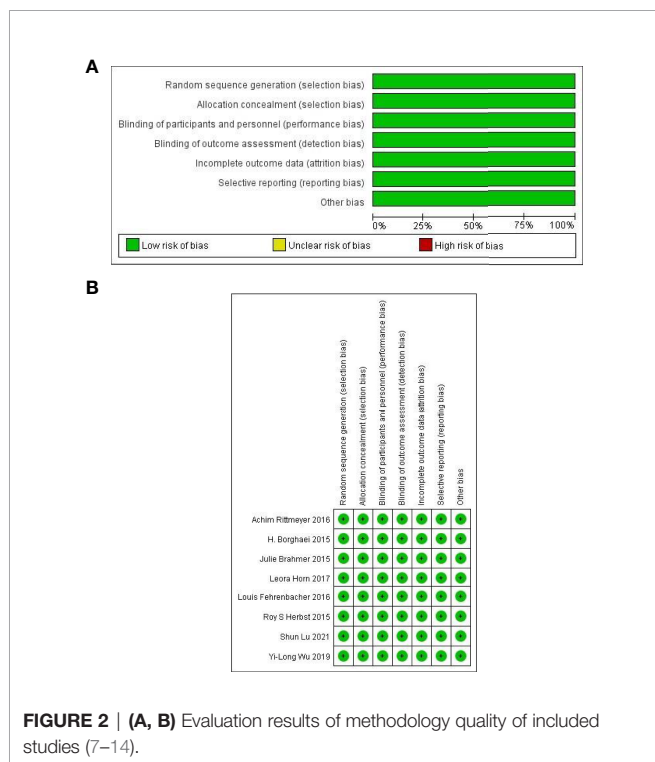 A
Random sequence generation (selection bias)
Allocation concealment (selection bias)
Blinding of participants and personnel (performance bias)
Blinding of outcome assessment (detection bias)
Incomplete outcome data (attrition bias)
Selective reporting (reporting bias)
Other bias
0% 25% 50% 75% 100%
Low risk of bias Unclear risk of bias High risk of bias
B
Random sequence generation (selection bias)
Allocation concealment (selection bias)
Blinding of participants and personnel (performance bias)
Blinding of outcome assessment (detection bias)
Incomplete outcome data (attrition bias)
Selective reporting (reporting bias)
Other bias
Achim Rittmeyer 2016
H. Borghaei 2015
Julie Brahmer 2015
Leora Horn 2017
Louis Fehrenbacher 2016
Roy S Herbst 2015
Shun Lu 2021
Yi-Long Wu 2019
FIGURE 2 | (A, B) Evaluation results of methodology quality of included
studies (7–14).